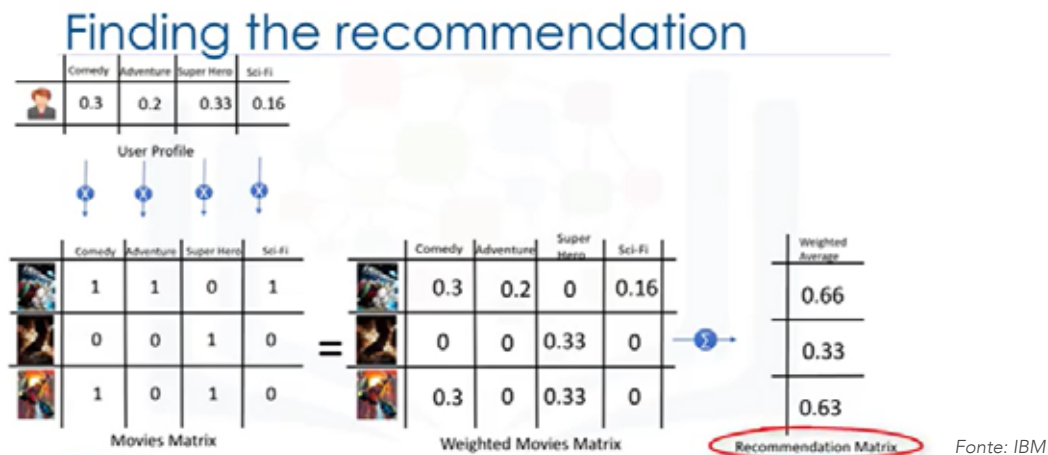 Finding the recommendation
Comedy Adventure Super Hero Sci-Fi
0.3 0.2 0.33 0.16
User Profile
X X X X
Comedy Adventure Super Hero Sci-Fi
1 1 0 1
0 0 1 0
1 0 1 0
Movies Matrix
=
Comedy Adventure Super Hero Sci-Fi
0.3 0.2 0 0.16
0 0 0.33 0
0.3 0 0.33 0
Weighted Movies Matrix
Σ
Weighted
Average
0.66
0.33
0.63
Recommendation Matrix
Fonte: IBM